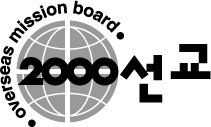 • overseas mission board •
2000선교